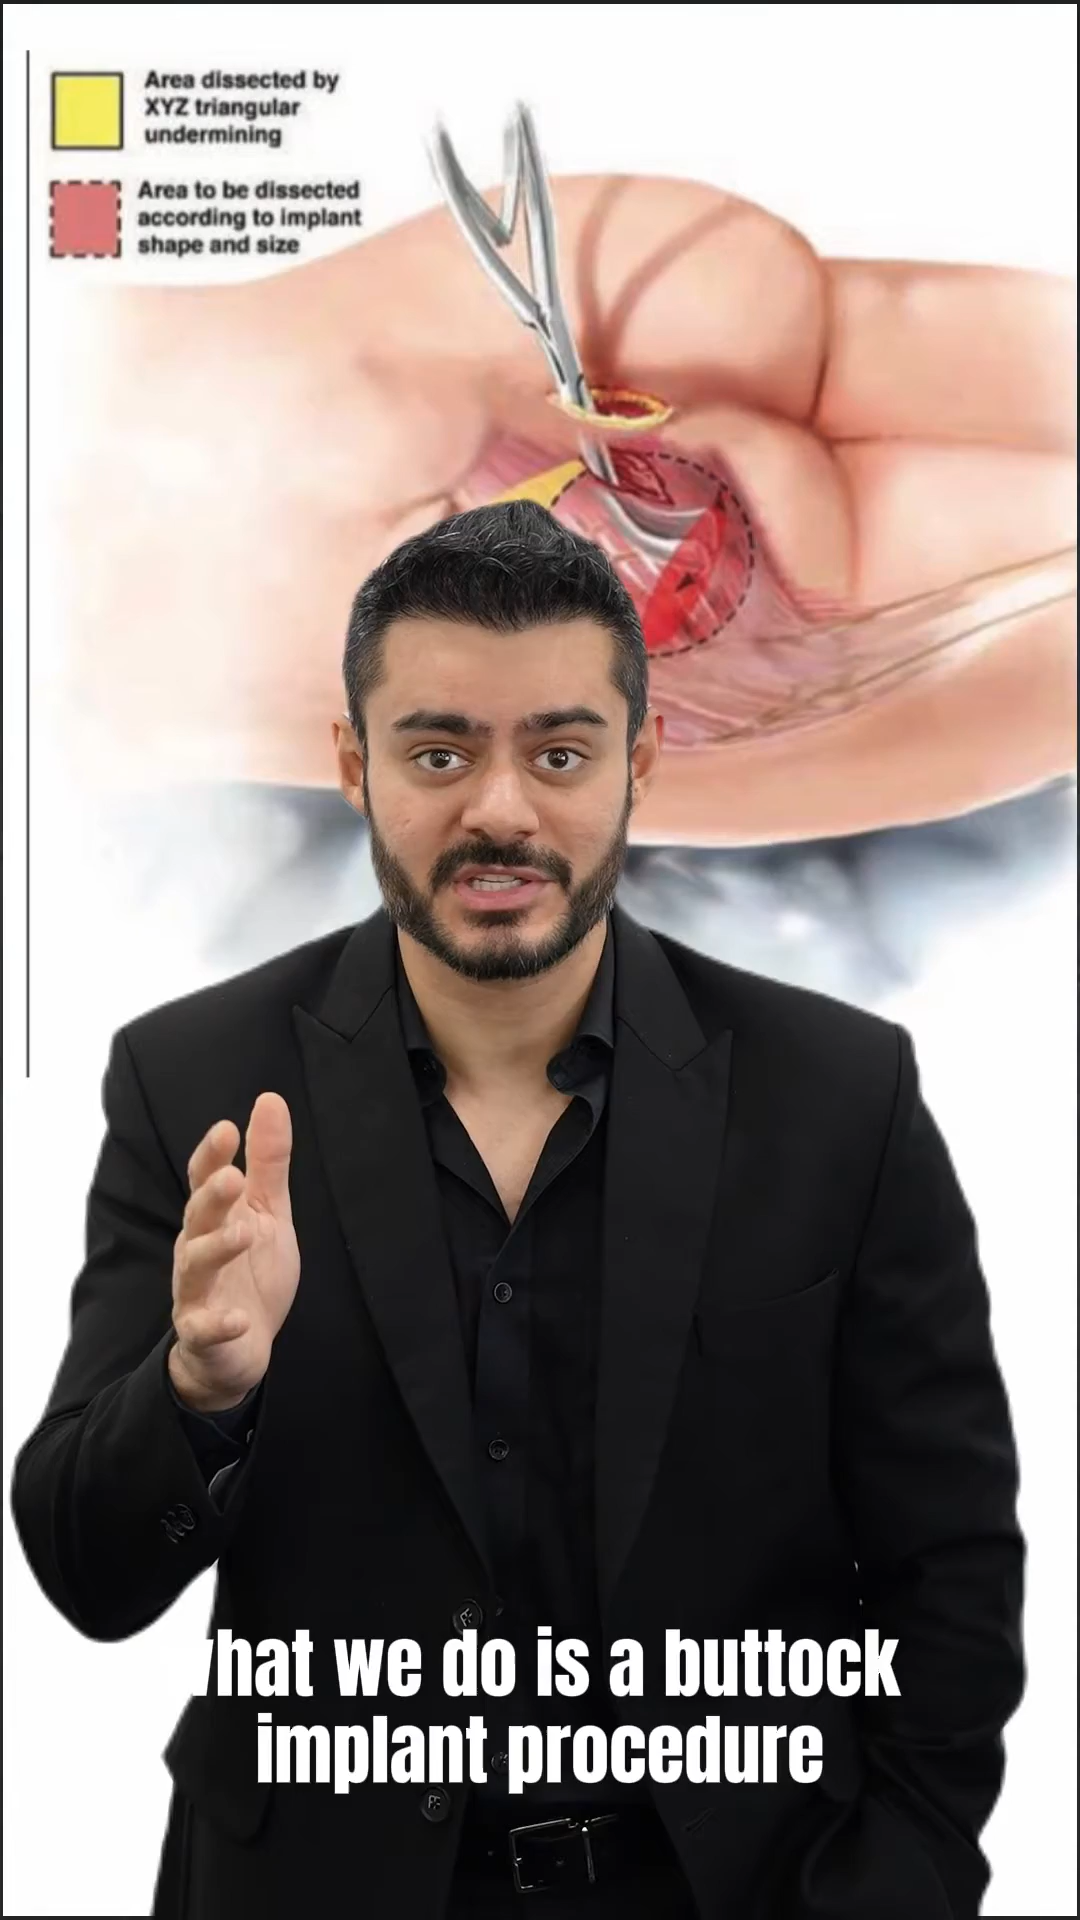 Area dissected by
XYZ triangular
undermining
Area to be dissected
according to implant
shape and size
what we do is a buttock
implant procedure